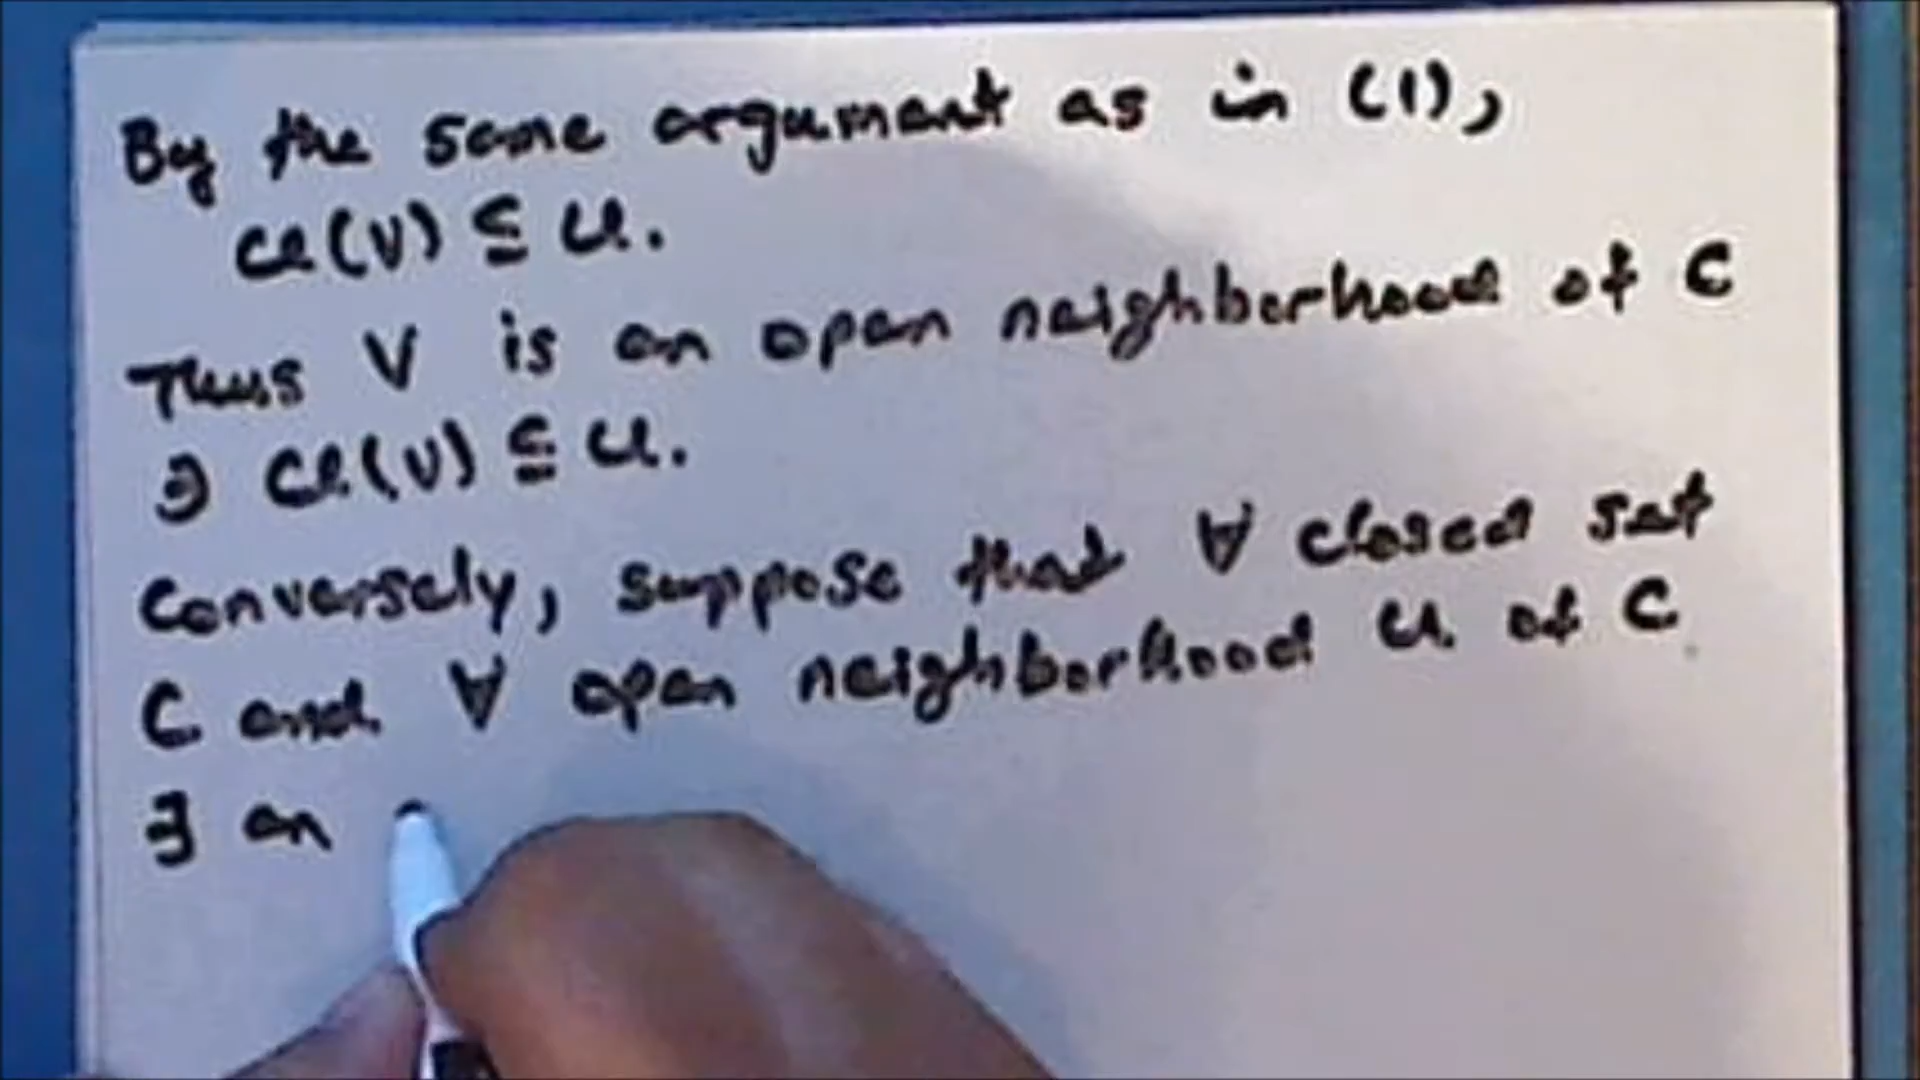 By the same argument as in (1),
Cl(V) ⊆ U.
Thus V is an open neighborhood of C
∋ Cl(V) ⊆ U.
Conversely, suppose that ∀ closed set
C and ∀ open neighborhood U of C
∃ an